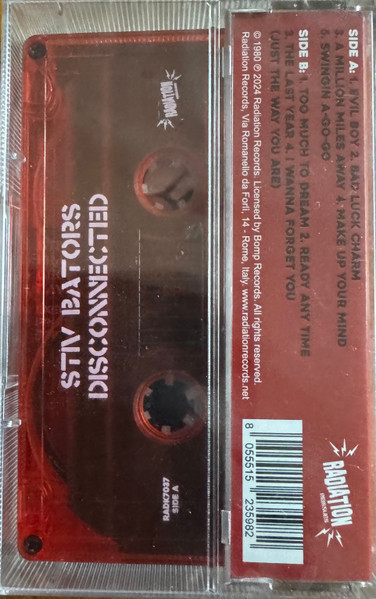 SIDE A: 1. EVIL BOY 2. BAD LUCK CHARM
3. A MILLION MILES AWAY 4. MAKE UP YOUR MIND
5. SWINGIN A-GO-GO
SIDE B: 1. TOO MUCH TO DREAM 2. READY ANY TIME
3. THE LAST YEAR 4. I WANNA FORGET YOU
(JUST THE WAY YOU ARE)
© 1980 ℗ 2024 Radiation Records. Licensed by Bomp Records. All rights reserved.
Radiation Records, Via Romanello da Forlì, 14 - Rome, Italy. www.radiationrecords.net
RADIATION
REISSUES
8 055515 235982
RADIATION
STIV BATORS
DISCONNECTED
RADK7037
SIDE A